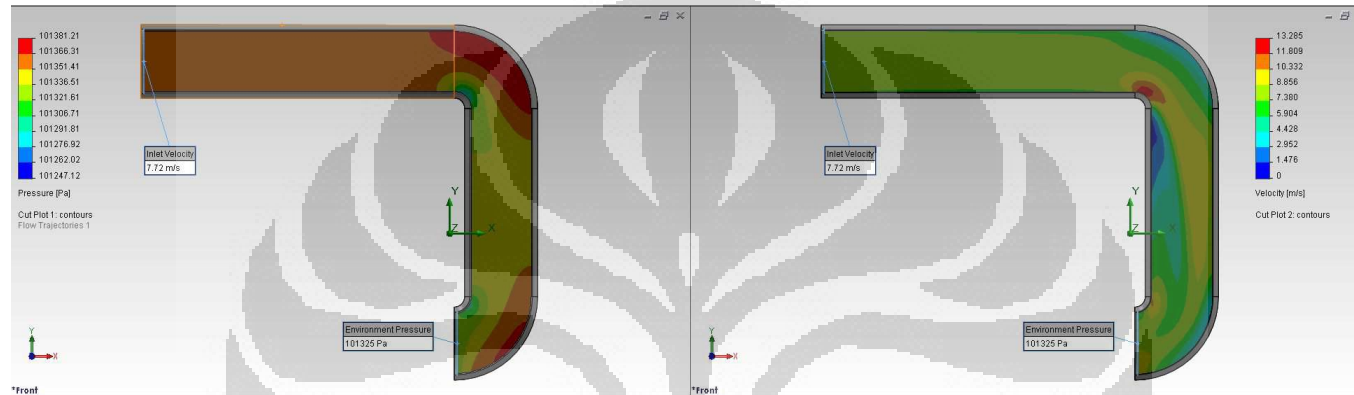 101381.21
101366.31
101351.41
101336.51
101321.61
101306.71
101291.81
101276.92
101262.02
101247.12
Pressure [Pa]
Cut Plot 1: contours
Flow Trajectories 1
Inlet Velocity
7.72 m/s
Y
Z
X
Environment Pressure
101325 Pa
Y
X
*Front
13.285
11.809
10.332
8.856
7.380
5.904
4.428
2.952
1.476
0
Velocity [m/s]
Cut Plot 2: contours
Inlet Velocity
7.72 m/s
Y
Z
X
Environment Pressure
101325 Pa
Y
X
*Front